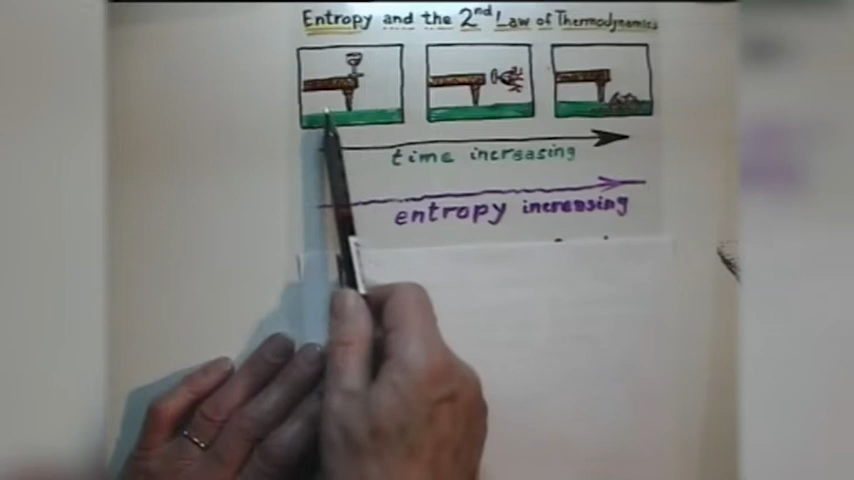 Entropy and the 2nd Law of Thermodynamics
time increasing
entropy increasing